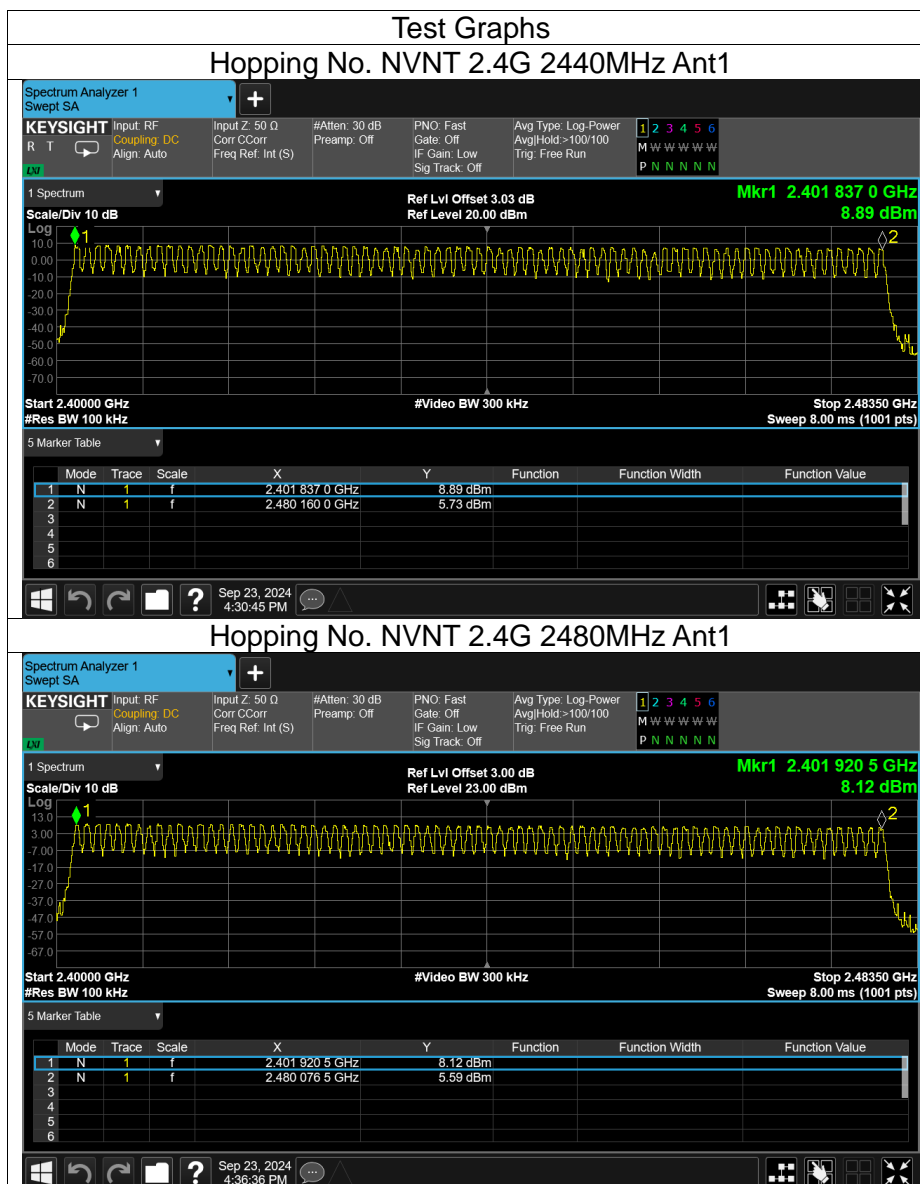 Test Graphs
Hopping No. NVNT 2.4G 2440MHz Ant1
Spectrum Analyzer 1
Swept SA
+
KEYSIGHT Input: RF Input Z: 50 Ω #Atten: 30 dB PNO: Fast Avg Type: Log-Power 1 2 3 4 5 6
R T Coupling: DC Corr CCorr Preamp: Off Gate: Off Avg|Hold:>100/100 M W W W W W
Align: Auto Freq Ref: Int (S) IF Gain: Low Trig: Free Run
LXI Sig Track: Off P N N N N N
1 Spectrum Ref Lvl Offset 3.03 dB Mkr1 2.401 837 0 GHz
Scale/Div 10 dB Ref Level 20.00 dBm 8.89 dBm
Log
1 2
10.0
0.00
-10.0
-20.0
-30.0
-40.0
-50.0
-60.0
-70.0
Start 2.40000 GHz #Video BW 300 kHz Stop 2.48350 GHz
#Res BW 100 kHz Sweep 8.00 ms (1001 pts)
5 Marker Table
Mode Trace Scale X Y Function Function Width Function Value
1 N 1 f 2.401 837 0 GHz 8.89 dBm
2 N 1 f 2.480 160 0 GHz 5.73 dBm
3
4
5
6
? Sep 23, 2024
4:30:45 PM
Hopping No. NVNT 2.4G 2480MHz Ant1
Spectrum Analyzer 1
Swept SA
+
KEYSIGHT Input: RF Input Z: 50 Ω #Atten: 30 dB PNO: Fast Avg Type: Log-Power 1 2 3 4 5 6
Coupling: DC Corr CCorr Preamp: Off Gate: Off Avg|Hold:>100/100 M W W W W W
Align: Auto Freq Ref: Int (S) IF Gain: Low Trig: Free Run
LXI Sig Track: Off P N N N N N
1 Spectrum Ref Lvl Offset 3.00 dB Mkr1 2.401 920 5 GHz
Scale/Div 10 dB Ref Level 23.00 dBm 8.12 dBm
Log
1 2
13.0
3.00
-7.00
-17.0
-27.0
-37.0
-47.0
-57.0
-67.0
Start 2.40000 GHz #Video BW 300 kHz Stop 2.48350 GHz
#Res BW 100 kHz Sweep 8.00 ms (1001 pts)
5 Marker Table
Mode Trace Scale X Y Function Function Width Function Value
1 N 1 f 2.401 920 5 GHz 8.12 dBm
2 N 1 f 2.480 076 5 GHz 5.59 dBm
3
4
5
6
? Sep 23, 2024
4:36:36 PM